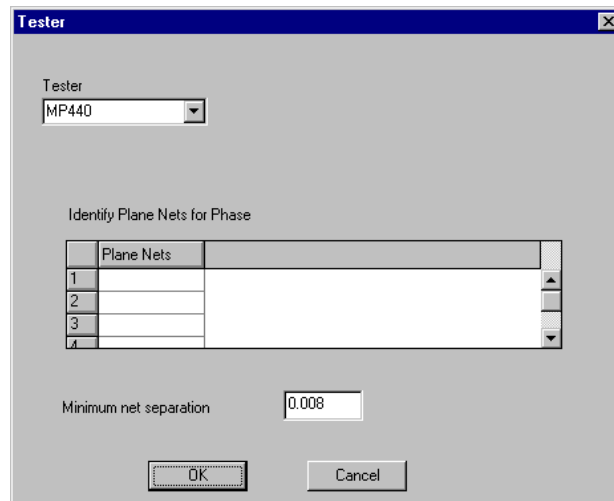 Tester
Tester
MP440
Identify Plane Nets for Phase
Plane Nets
1
2
3
4
Minimum net separation
0.008
OK
Cancel